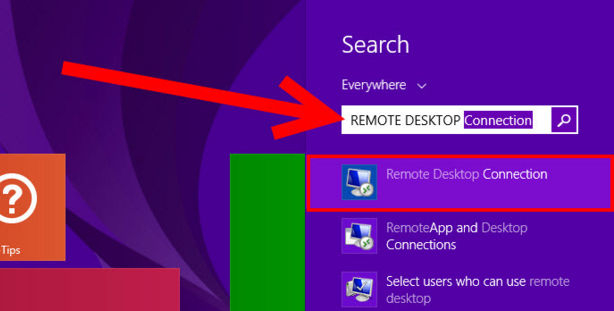 Search
Everywhere
REMOTE DESKTOP Connection
Remote Desktop Connection
RemoteApp and Desktop
Connections
Select users who can use remote
desktop
?
-Tips